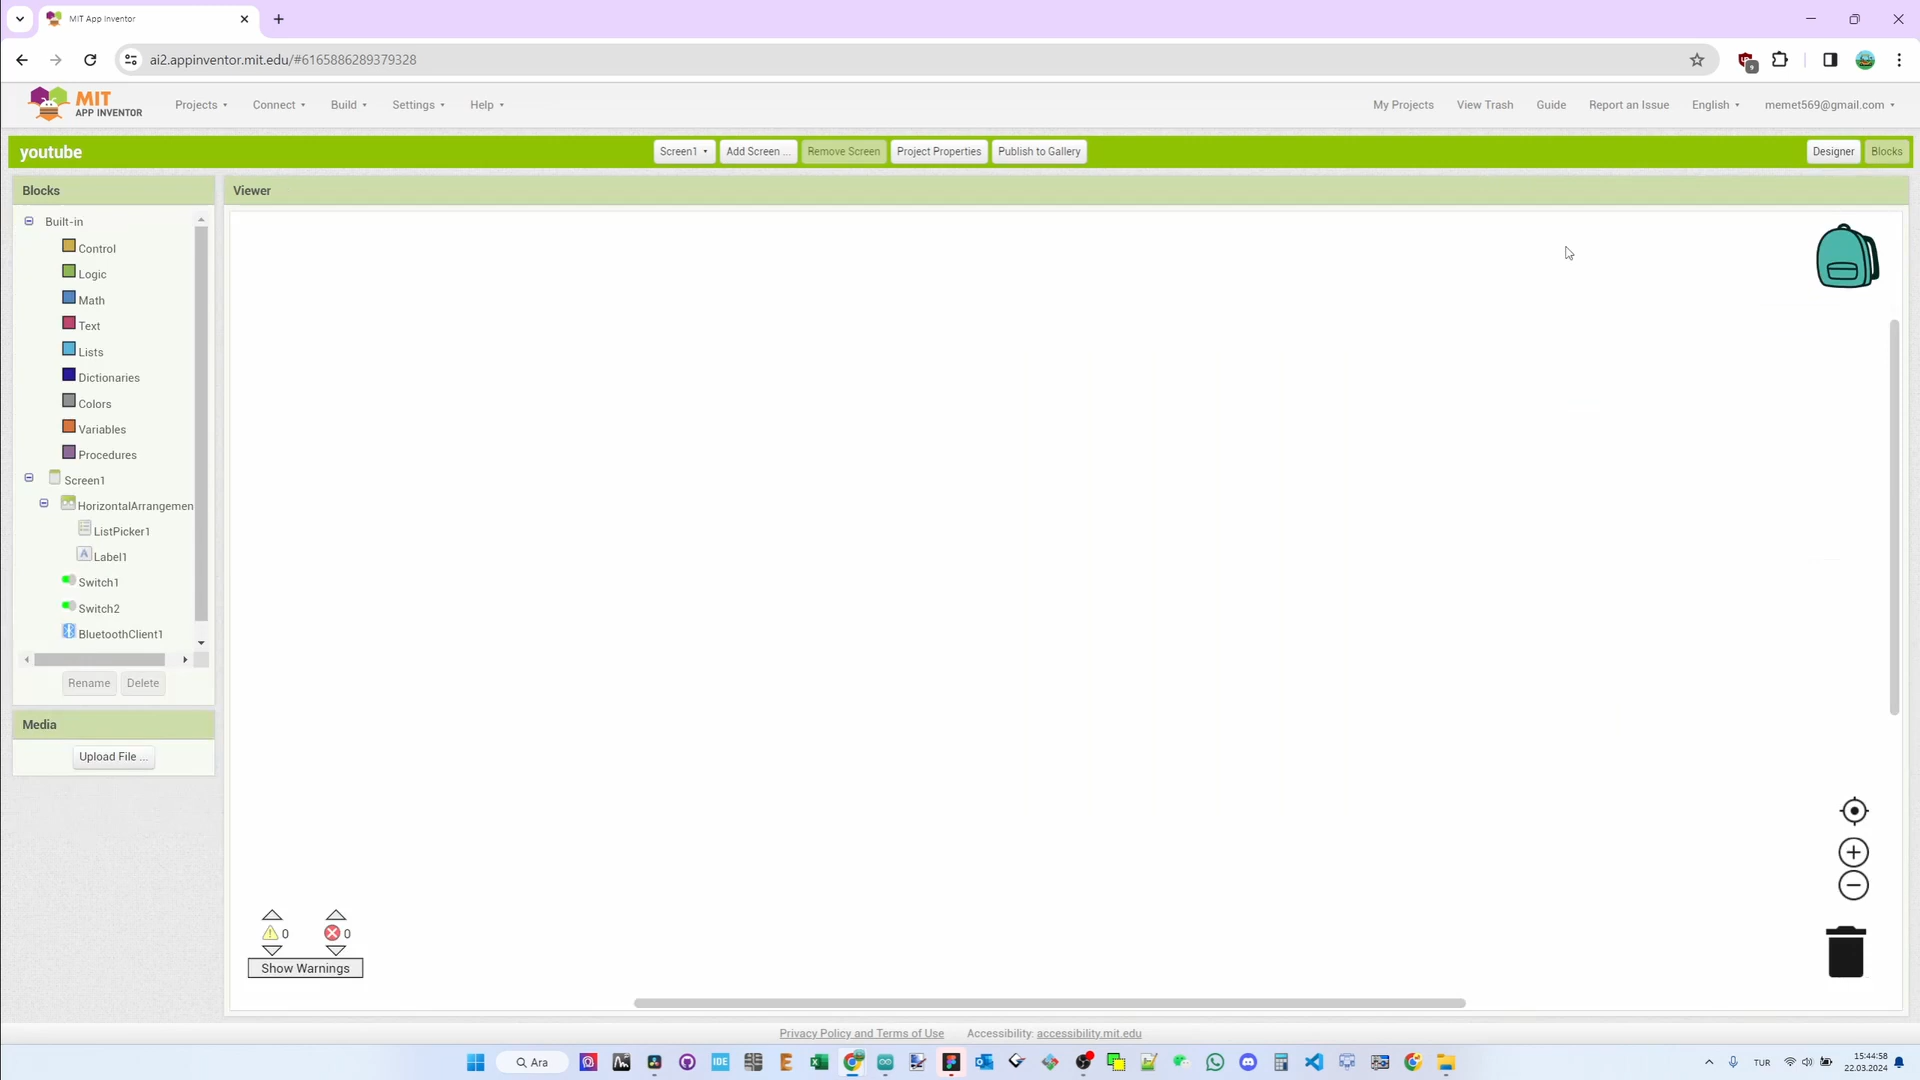 MIT App Inventor
ai2.appinventor.mit.edu/#6165886289379328
9
MIT
APP INVENTOR
Projects
Connect
Build
Settings
Help
My Projects
View Trash
Guide
Report an Issue
English
memet569@gmail.com
youtube
Screen1
Add Screen ...
Remove Screen
Project Properties
Publish to Gallery
Designer
Blocks
Blocks
Viewer
Built-in
Control
Logic
Math
Text
Lists
Dictionaries
Colors
Variables
Procedures
Screen1
HorizontalArrangemen
ListPicker1
A Label1
Switch1
Switch2
BluetoothClient1
Rename
Delete
Media
Upload File ...
0
0
Show Warnings
Privacy Policy and Terms of Use
Accessibility: accessibility.mit.edu
Ara
IDE
TUR
15:44:58
22.03.2024